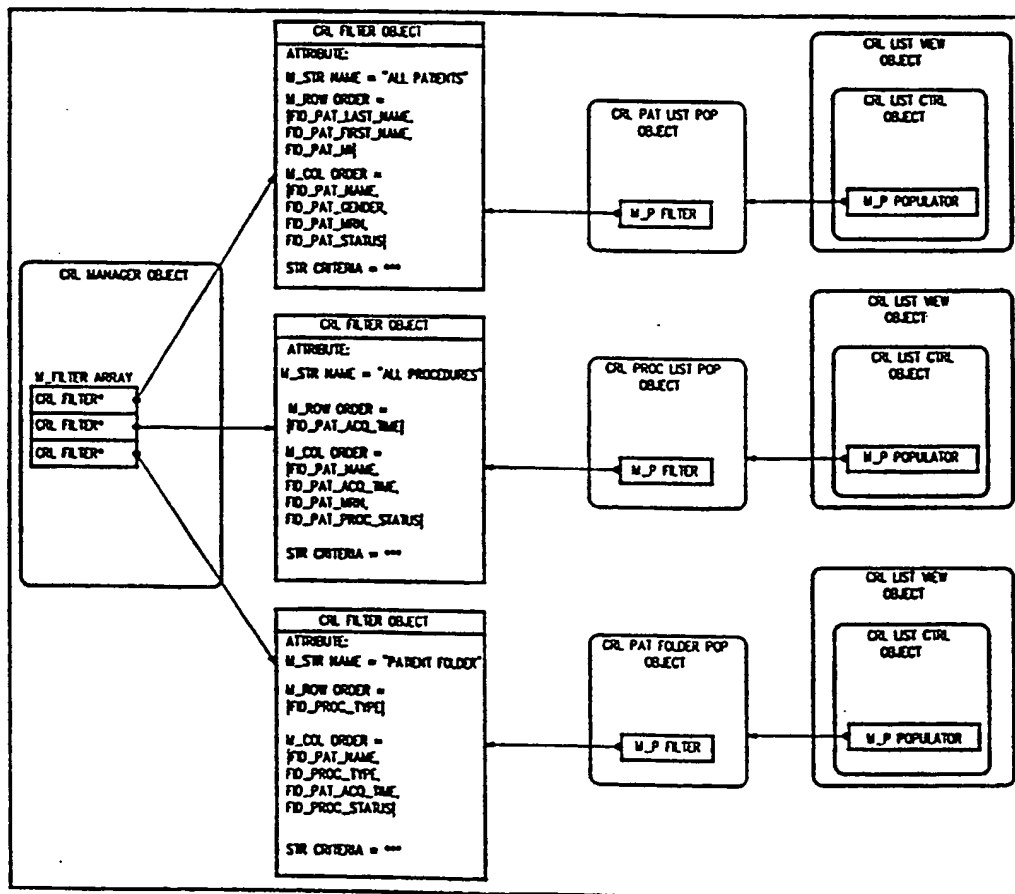 CRL FILTER OBJECT
ATTRIBUTE:
M_STR NAME = "ALL PATIENTS"
M_ROW ORDER =
[FID_PAT_LAST_NAME,
FID_PAT_FIRST_NAME,
FID_PAT_MN]
M_COL ORDER =
[FID_PAT_NAME,
FID_PAT_GENDER,
FID_PAT_MRN,
FID_PAT_STATUS]
STR CRITERIA = ""
CRL PAT LIST POP
OBJECT
M_P FILTER
CRL LIST VIEW
OBJECT
CRL LIST CTRL
OBJECT
M_P POPULATOR
CRL MANAGER OBJECT
M_FILTER ARRAY
CRL FILTER*
CRL FILTER*
CRL FILTER*
CRL FILTER OBJECT
ATTRIBUTE:
M_STR NAME = "ALL PROCEDURES"
M_ROW ORDER =
[FID_PAT_ACQ_TIME]
M_COL ORDER =
[FID_PAT_NAME,
FID_PAT_ACQ_TIME,
FID_PAT_MRN,
FID_PAT_PROC_STATUS]
STR CRITERIA = ""
CRL PROC LIST POP
OBJECT
M_P FILTER
CRL LIST VIEW
OBJECT
CRL LIST CTRL
OBJECT
M_P POPULATOR
CRL FILTER OBJECT
ATTRIBUTE:
M_STR NAME = "PATIENT FOLDER"
M_ROW ORDER =
[FID_PROC_TYPE]
M_COL ORDER =
[FID_PAT_NAME,
FID_PROC_TYPE,
FID_PAT_ACQ_TIME,
FID_PROC_STATUS]
STR CRITERIA = ""
CRL PAT FOLDER POP
OBJECT
M_P FILTER
CRL LIST VIEW
OBJECT
CRL LIST CTRL
OBJECT
M_P POPULATOR